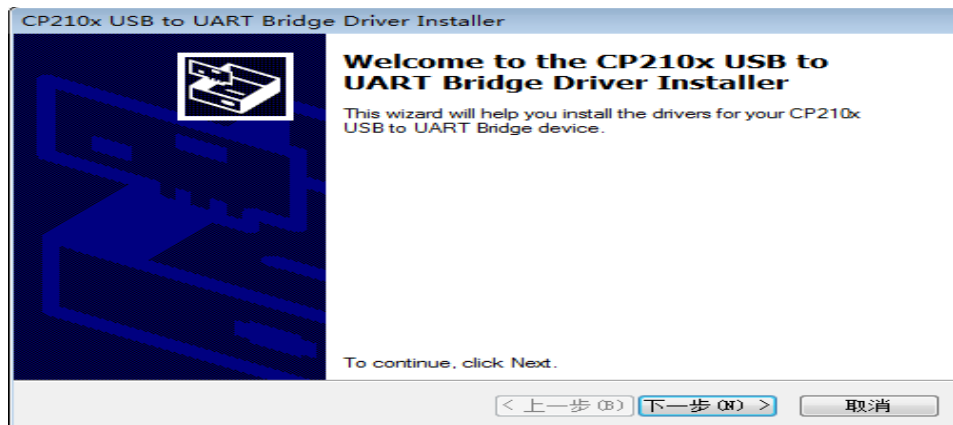 CP210x USB to UART Bridge Driver Installer
Welcome to the CP210x USB to
UART Bridge Driver Installer
This wizard will help you install the drivers for your CP210x
USB to UART Bridge device.
To continue, click Next.
< 上一步(B) 下一步(N) > 取消